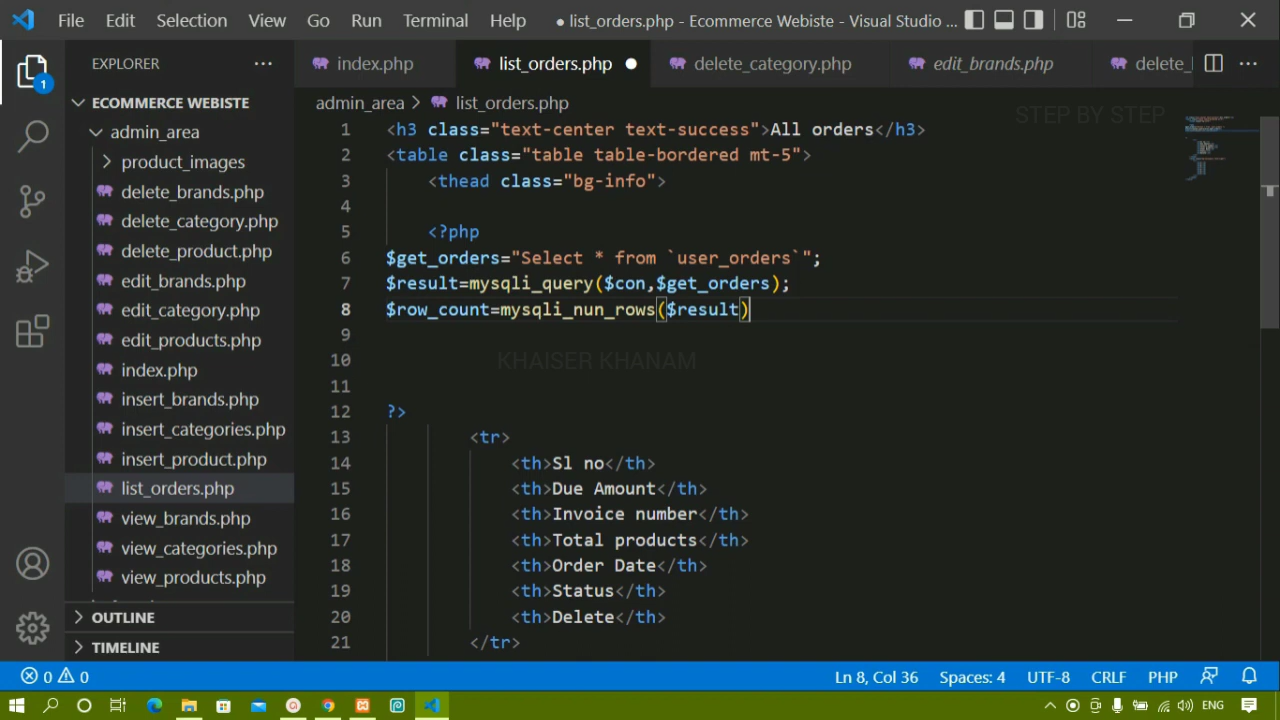 File Edit Selection View Go Run Terminal Help ● list_orders.php - Ecommerce Webiste - Visual Studio ...
EXPLORER ...
index.php list_orders.php ● delete_category.php edit_brands.php delete_l ...
1
ECOMMERCE WEBISTE
admin_area
product_images
delete_brands.php
delete_category.php
delete_product.php
edit_brands.php
edit_category.php
edit_products.php
index.php
insert_brands.php
insert_categories.php
insert_product.php
list_orders.php
view_brands.php
view_categories.php
view_products.php
OUTLINE
TIMELINE
admin_area > list_orders.php
STEP BY STEP
1 <h3 class="text-center text-success">All orders</h3>
2 <table class="table table-bordered mt-5">
3 <thead class="bg-info">
4
5 <?php
6 $get_orders="Select * from `user_orders`";
7 $result=mysqli_query($con,$get_orders);
8 $row_count=mysqli_nun_rows($result)
9
10
KHAISER KHANAM
11
12 ?>
13 <tr>
14 <th>Sl no</th>
15 <th>Due Amount</th>
16 <th>Invoice number</th>
17 <th>Total products</th>
18 <th>Order Date</th>
19 <th>Status</th>
20 <th>Delete</th>
21 </tr>
0 0 Ln 8, Col 36 Spaces: 4 UTF-8 CRLF PHP
ENG